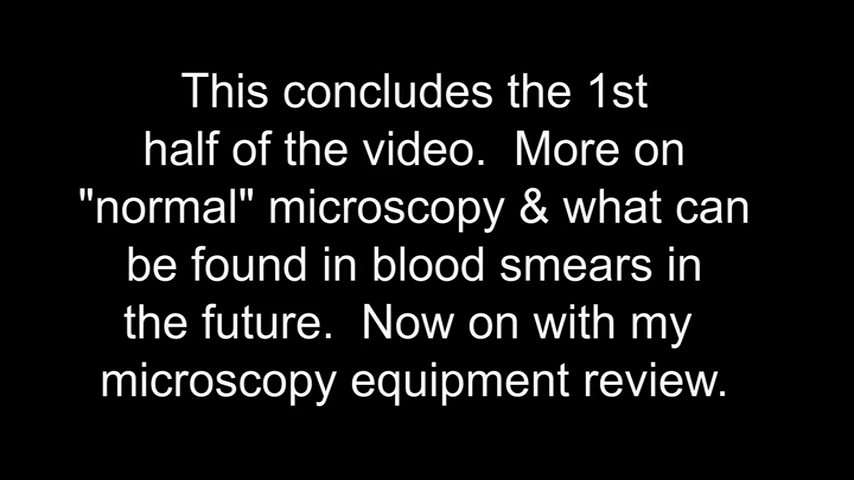 This concludes the 1st
half of the video.  More on
"normal" microscopy & what can
be found in blood smears in
the future.  Now on with my
microscopy equipment review.